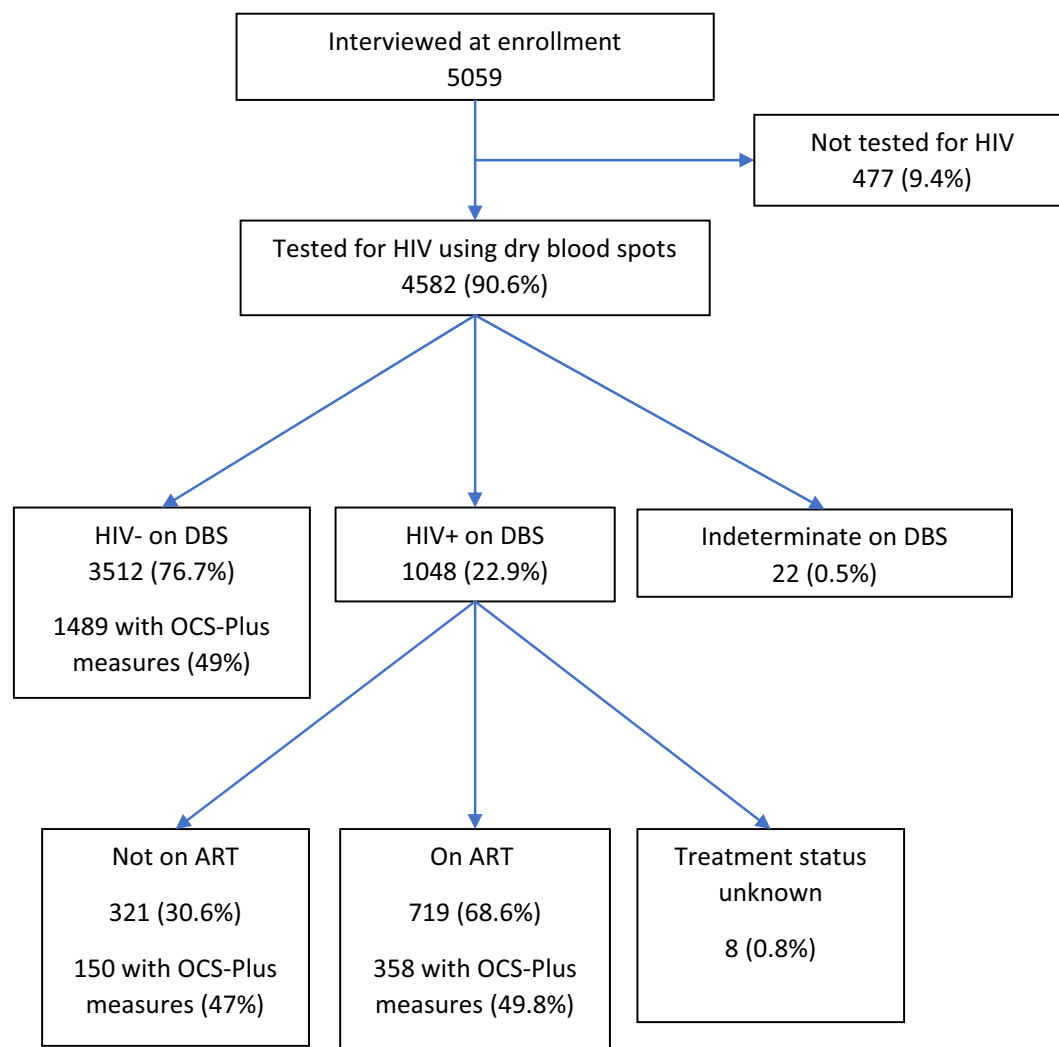 Interviewed at enrollment
5059
Not tested for HIV
477 (9.4%)
Tested for HIV using dry blood spots
4582 (90.6%)
HIV- on DBS
3512 (76.7%)
1489 with OCS-Plus
measures (49%)
HIV+ on DBS
1048 (22.9%)
Indeterminate on DBS
22 (0.5%)
Not on ART
321 (30.6%)
150 with OCS-Plus
measures (47%)
On ART
719 (68.6%)
358 with OCS-Plus
measures (49.8%)
Treatment status
unknown
8 (0.8%)